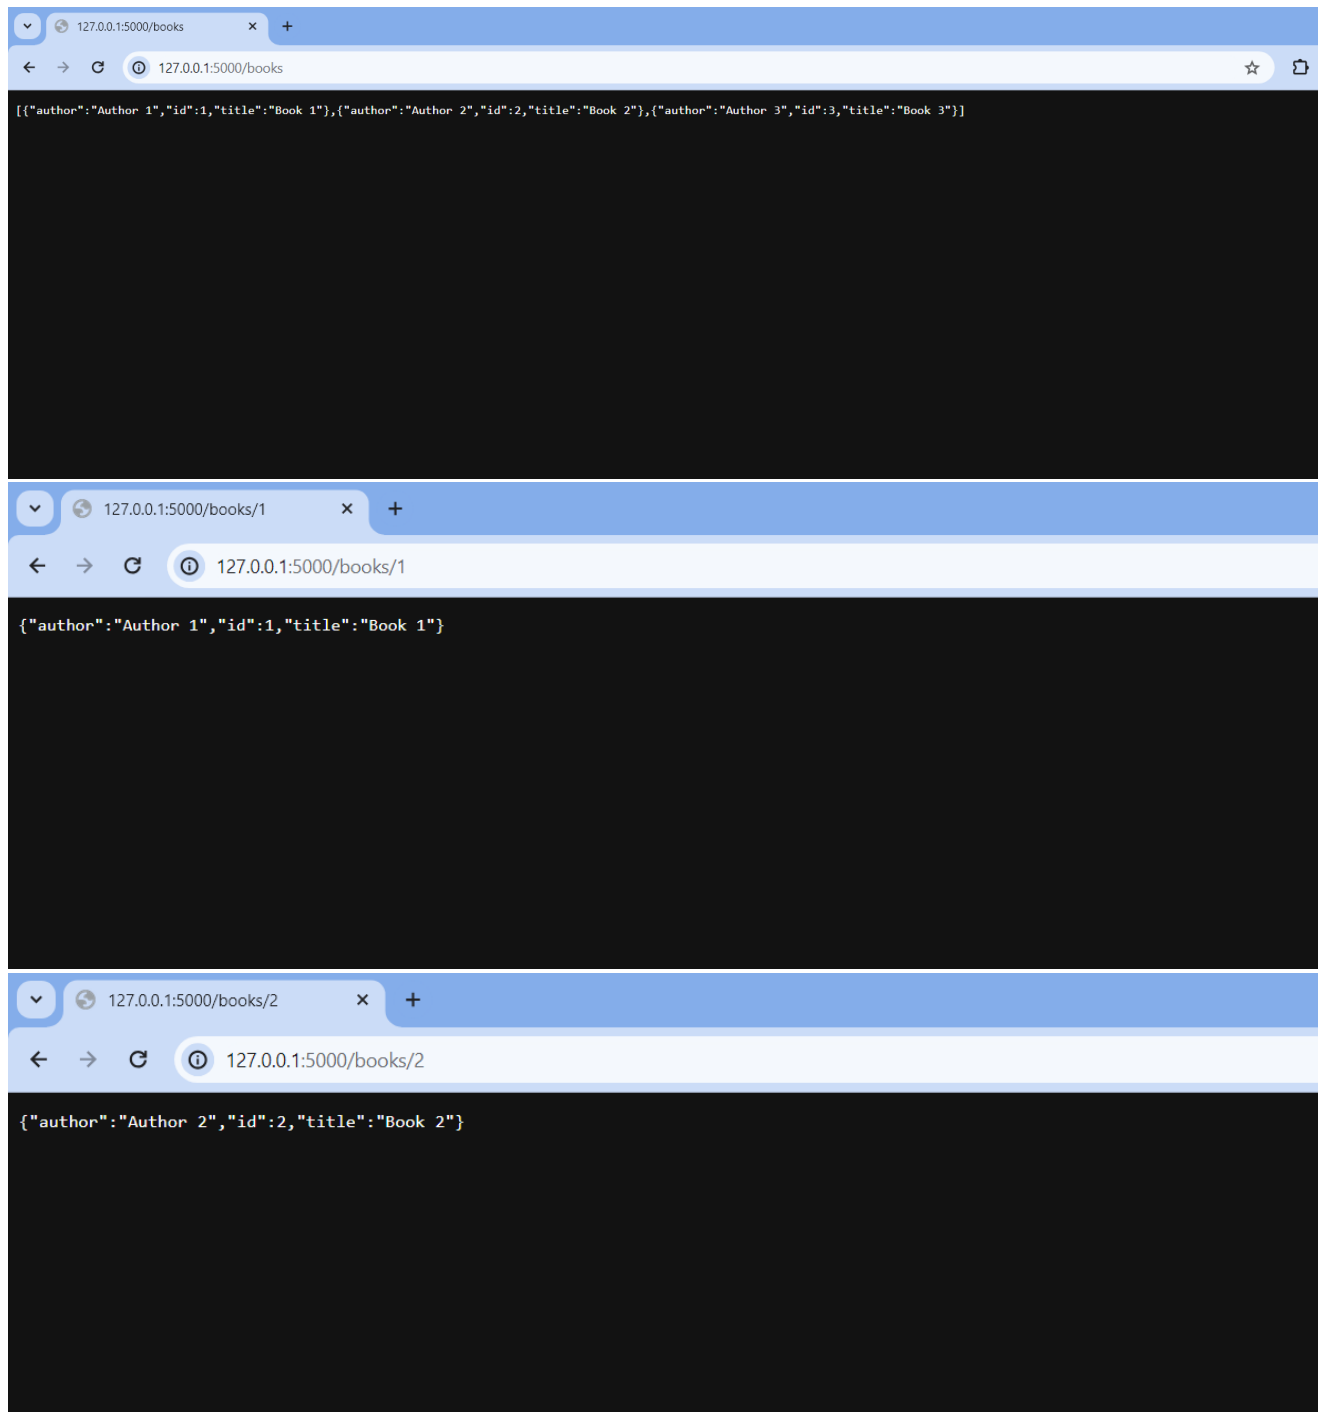 127.0.0.1:5000/books
127.0.0.1:5000/books
[{"author":"Author 1","id":1,"title":"Book 1"},{"author":"Author 2","id":2,"title":"Book 2"},{"author":"Author 3","id":3,"title":"Book 3"}]
127.0.0.1:5000/books/1
127.0.0.1:5000/books/1
{"author":"Author 1","id":1,"title":"Book 1"}
127.0.0.1:5000/books/2
127.0.0.1:5000/books/2
{"author":"Author 2","id":2,"title":"Book 2"}